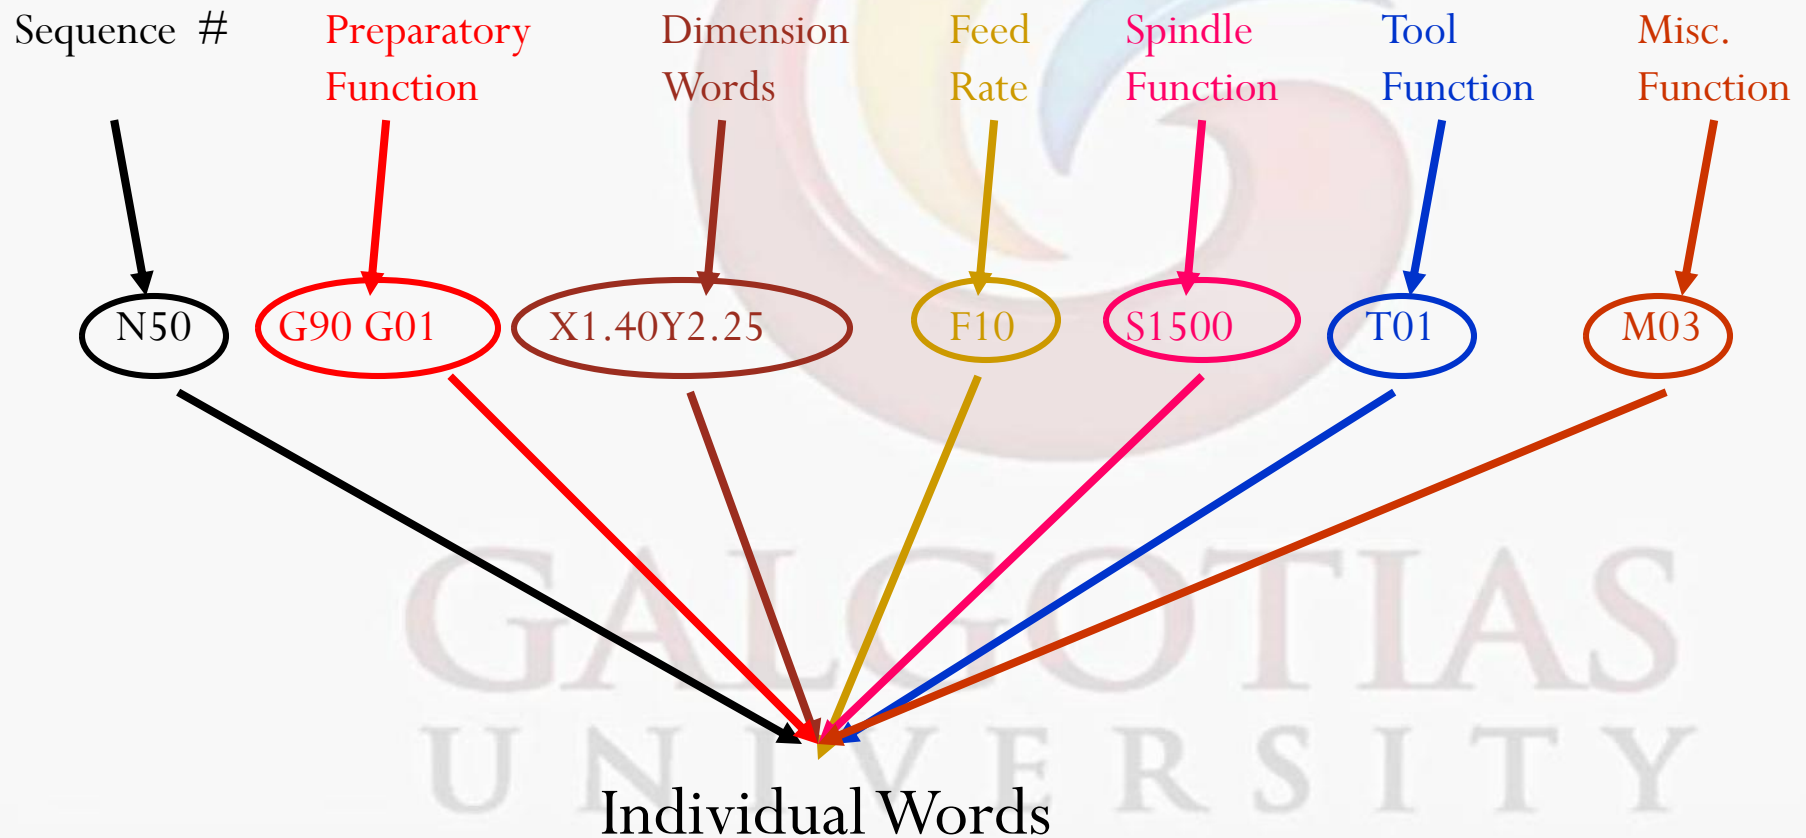 Sequence #
Preparatory
Function
Dimension
Words
Feed
Rate
Spindle
Function
Tool
Function
Misc.
Function
N50
G90 G01
X1.40Y2.25
F10
S1500
T01
M03
GALGOTIAS
UNIVERSITY
Individual Words